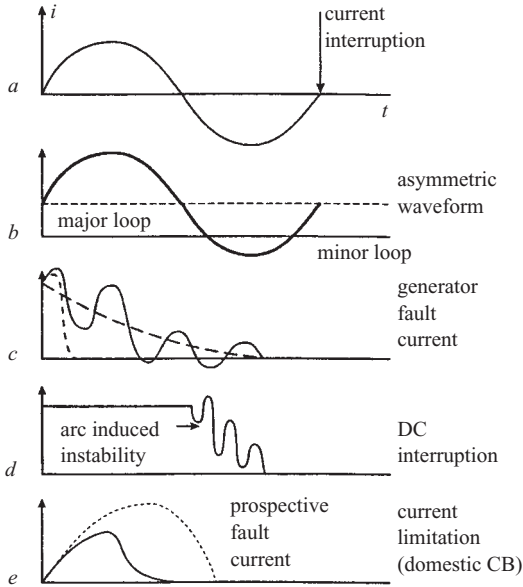 i
current
interruption
a
t
asymmetric
waveform
major loop
b
minor loop
generator
fault
current
c
arc induced
instability
DC
interruption
d
prospective
fault
current
current
limitation
(domestic CB)
e